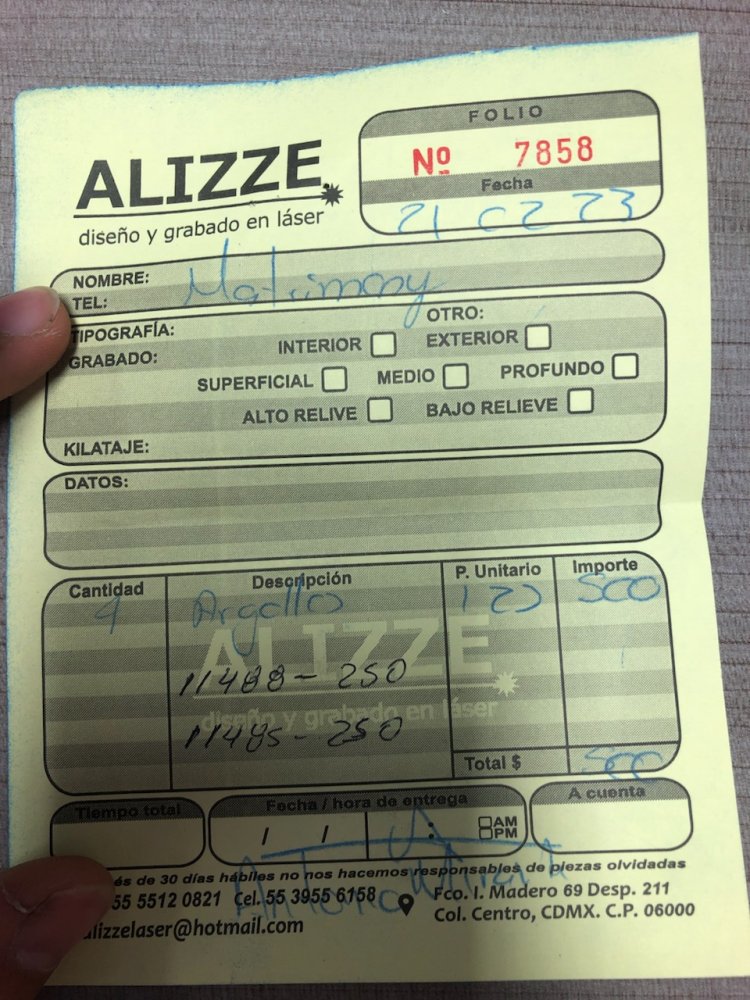 FOLIO
Nº 7858
Fecha
21 02 23
ALIZZE
diseño y grabado en láser
NOMBRE: Matrimony
TEL:
TIPOGRAFÍA: OTRO:
GRABADO: INTERIOR EXTERIOR
SUPERFICIAL MEDIO PROFUNDO
ALTO RELIVE BAJO RELIEVE
KILATAJE:
DATOS:
Cantidad Descripción P. Unitario Importe
4 Argollas 125 500
ALIZZE
11488 - 250
diseño y grabado en láser
11485 - 250
Total $ 500
Tiempo total Fecha / hora de entrega A cuenta
/ / : AM
PM
és de 30 días hábiles no nos hacemos responsables de piezas olvidadas
55 5512 0821 Cel. 55 3955 6158 Fco. I. Madero 69 Desp. 211
Col. Centro, CDMX. C.P. 06000
alizzelaser@hotmail.com